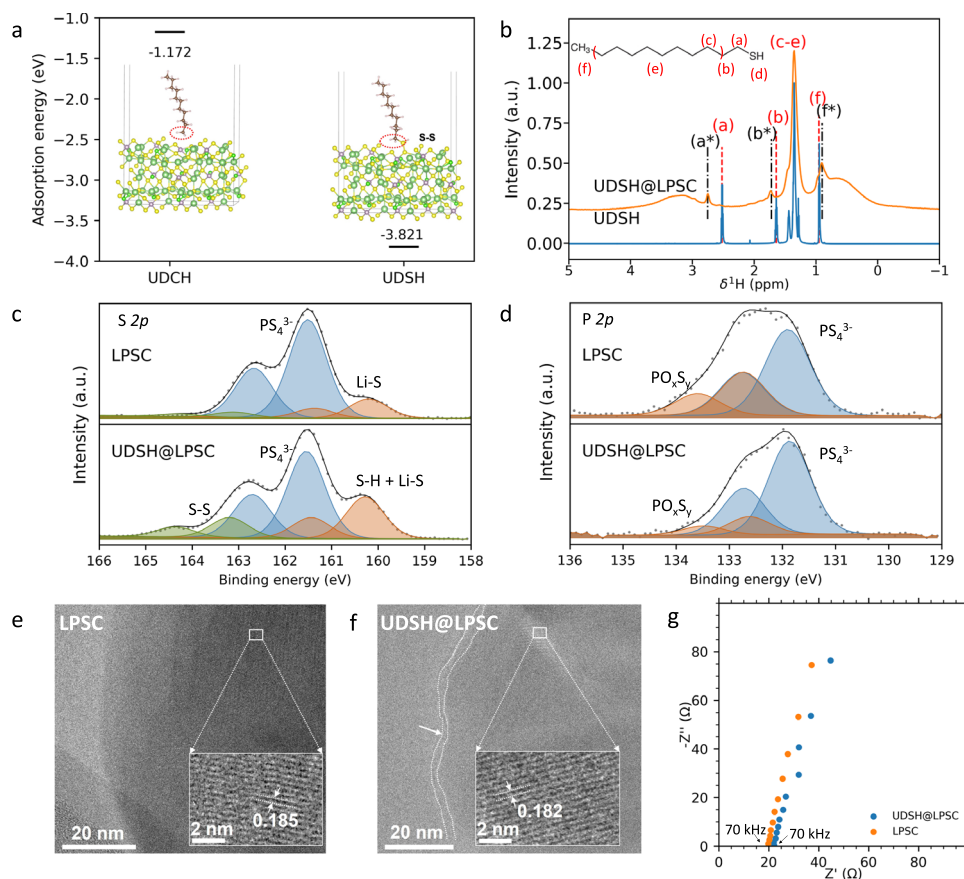 a
-1.0
-1.5
-2.0
-2.5
-3.0
-3.5
-4.0
Adsorption energy (eV)
-1.172
S-S
-3.821
UDCH
UDSH
b
1.25
1.00
0.75
0.50
0.25
0.00
Intensity (a.u.)
CH₃
(c)
(a)
SH
(f)
(e)
(b)
(d)
(c-e)
(a)
(a*)
(b*)
(b)
(f)
(f*)
UDSH@LPSC
UDSH
5
4
3
2
1
0
−1
δ¹H (ppm)
c
S 2p
LPSC
PS₄³⁻
Li-S
UDSH@LPSC
PS₄³⁻
S-S
S-H + Li-S
Intensity (a.u.)
166
165
164
163
162
161
160
159
158
Binding energy (eV)
d
P 2p
LPSC
PS₄³⁻
POₓSᵧ
UDSH@LPSC
PS₄³⁻
POₓSᵧ
Intensity (a.u.)
136
135
134
133
132
131
130
129
Binding energy (eV)
e
LPSC
20 nm
2 nm
0.185
f
UDSH@LPSC
20 nm
2 nm
0.182
g
80
60
40
20
0
-Z'' (Ω)
70 kHz
70 kHz
UDSH@LPSC
LPSC
0
20
40
60
80
Z' (Ω)